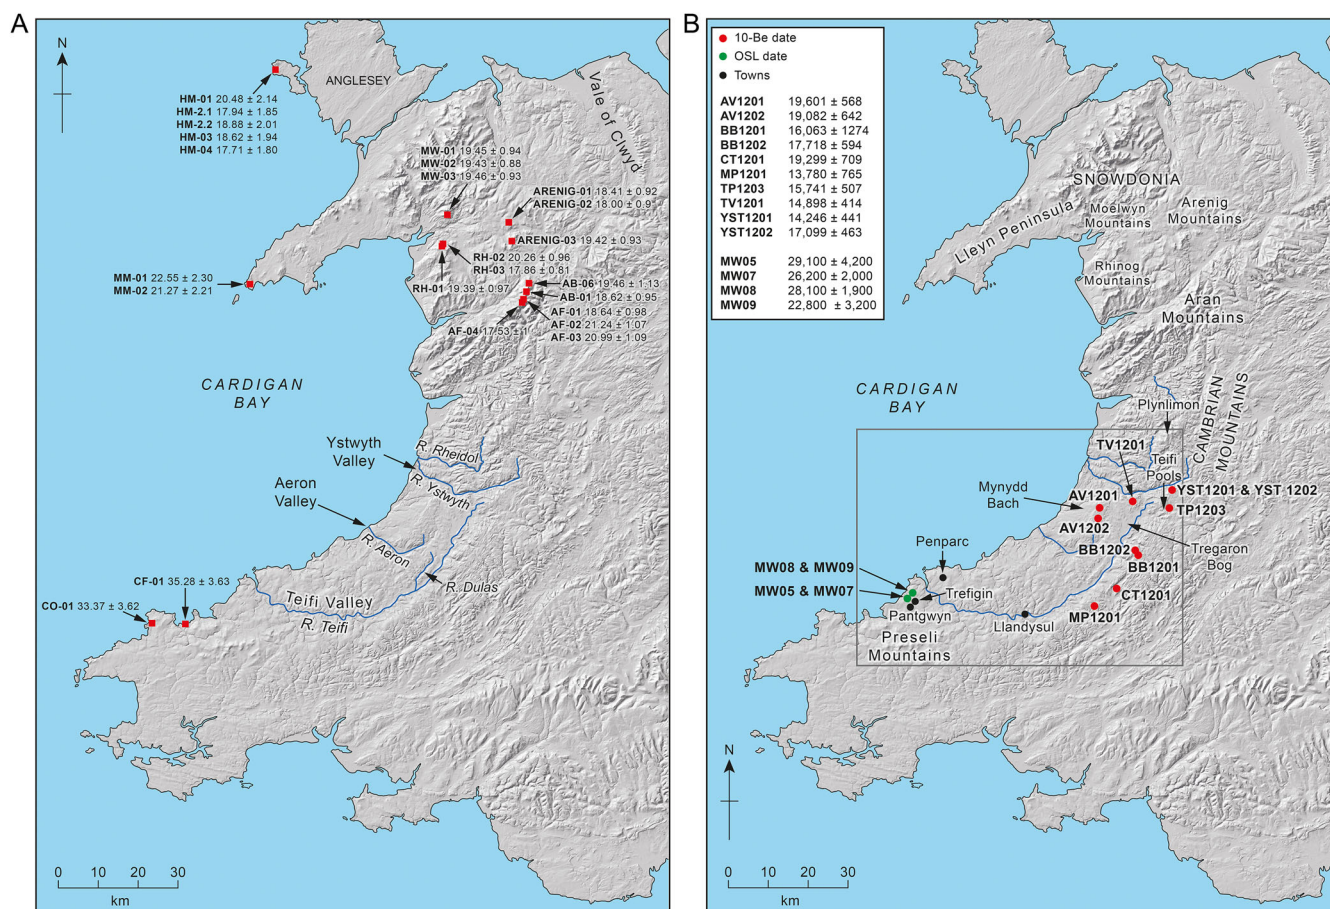 A
N
ANGLESEY
Vale of Clwyd
HM-01 20.48 ± 2.14
HM-2.1 17.94 ± 1.85
HM-2.2 18.88 ± 2.01
HM-03 18.62 ± 1.94
HM-04 17.71 ± 1.80
MW-01 19.45 ± 0.94
MW-02 19.43 ± 0.88
MW-03 19.46 ± 0.93
ARENIG-01 18.41 ± 0.92
ARENIG-02 18.00 ± 0.9
ARENIG-03 19.42 ± 0.93
RH-02 20.26 ± 0.96
RH-03 17.86 ± 0.81
RH-01 19.39 ± 0.97
MM-01 22.55 ± 2.30
MM-02 21.27 ± 2.21
AB-06 19.46 ± 1.13
AB-01 18.62 ± 0.95
AF-01 18.64 ± 0.98
AF-02 21.24 ± 1.07
AF-03 20.99 ± 1.09
AF-04 17.53 ± 1
CARDIGAN
BAY
Ystwyth
Valley
R. Rheidol
R. Ystwyth
Aeron
Valley
R. Aeron
R. Dulas
CF-01 35.28 ± 3.63
CO-01 33.37 ± 3.62
Teifi Valley
R. Teifi
0 10 30
km
B
10-Be date
OSL date
Towns
AV1201 19,601 ± 568
AV1202 19,082 ± 642
BB1201 16,063 ± 1274
BB1202 17,718 ± 594
CT1201 19,299 ± 709
MP1201 13,780 ± 765
TP1203 15,741 ± 507
TV1201 14,898 ± 414
YST1201 14,246 ± 441
YST1202 17,099 ± 463
MW05 29,100 ± 4,200
MW07 26,200 ± 2,000
MW08 28,100 ± 1,900
MW09 22,800 ± 3,200
SNOWDONIA
Lleyn Peninsula
Moelwyn
Mountains
Arenig
Mountains
Rhinog
Mountains
Aran
Mountains
CARDIGAN
BAY
Plynlimon
CAMBRIAN
MOUNTAINS
TV1201
Teifi
Pools
Mynydd
Bach
AV1201
AV1202
YST1201 & YST 1202
TP1203
Penparc
BB1202
BB1201
Tregaron
Bog
MW08 & MW09
MW05 & MW07
Trefigin
Pantgwyn
CT1201
MP1201
Llandysul
Preseli
Mountains
N
0 10 30
km